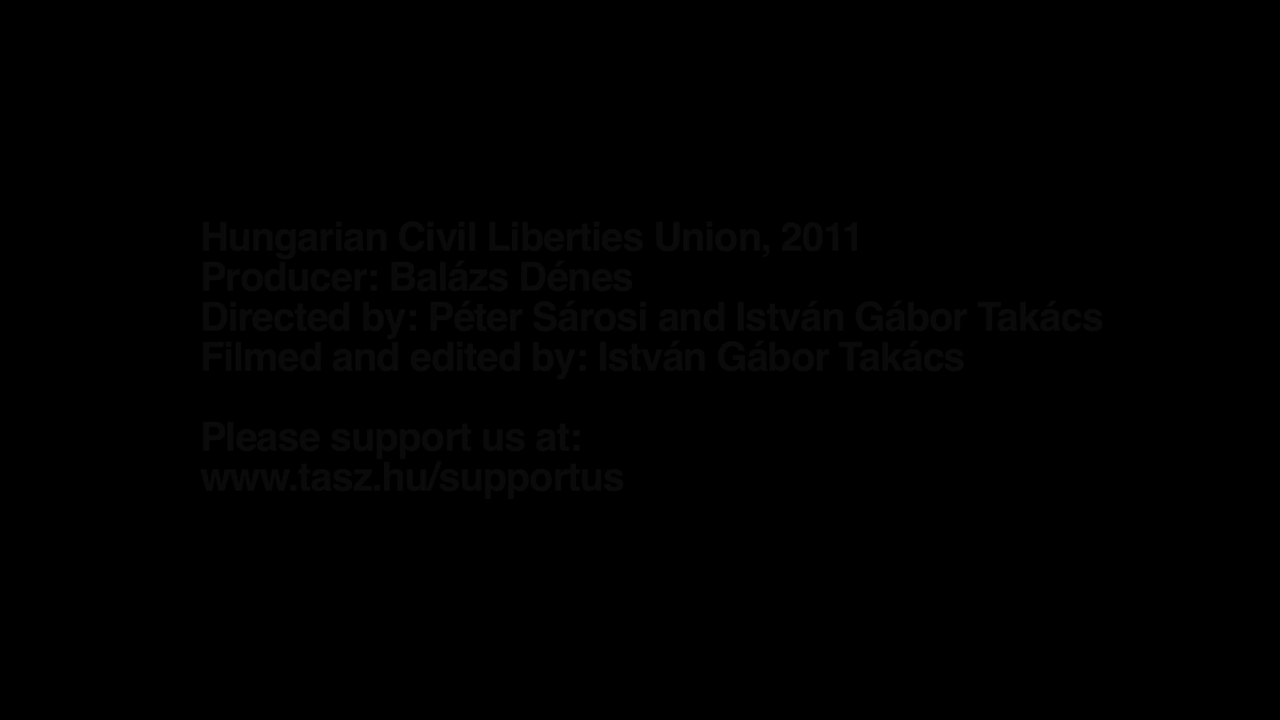 Hungarian Civil Liberties Union, 2011
Producer: Balázs Dénes
Directed by: Péter Sárosi and István Gábor Takács
Filmed and edited by: István Gábor Takács
Please support us at:
www.tasz.hu/supportus